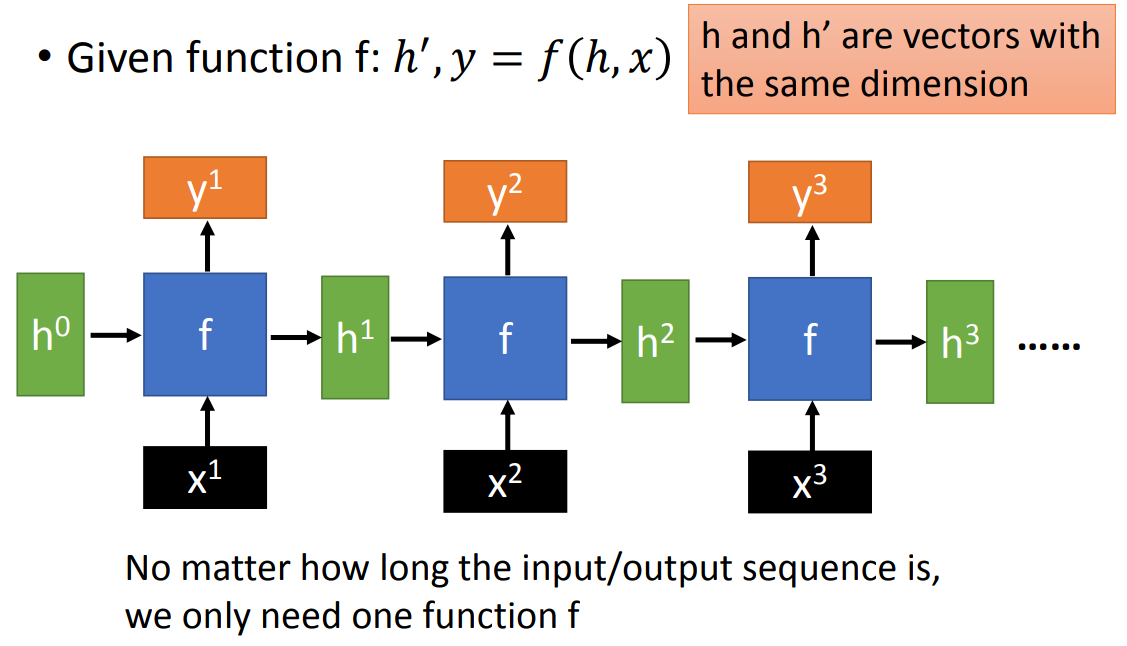 • Given function f: h′, y = f(h, x)
h and h’ are vectors with
the same dimension
y¹ y² y³
h⁰ f h¹ f h² f h³ ......
x¹ x² x³
No matter how long the input/output sequence is,
we only need one function f